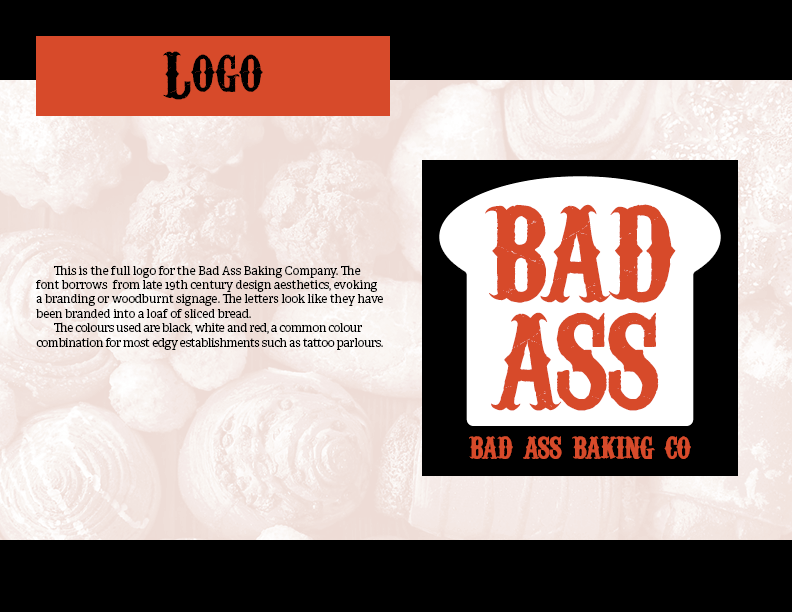 Logo
This is the full logo for the Bad Ass Baking Company. The
font borrows  from late 19th century design aesthetics, evoking
a branding or woodburnt signage. The letters look like they have
been branded into a loaf of sliced bread.
The colours used are black, white and red, a common colour
combination for most edgy establishments such as tattoo parlours.
BAD
ASS
BAD ASS BAKING CO